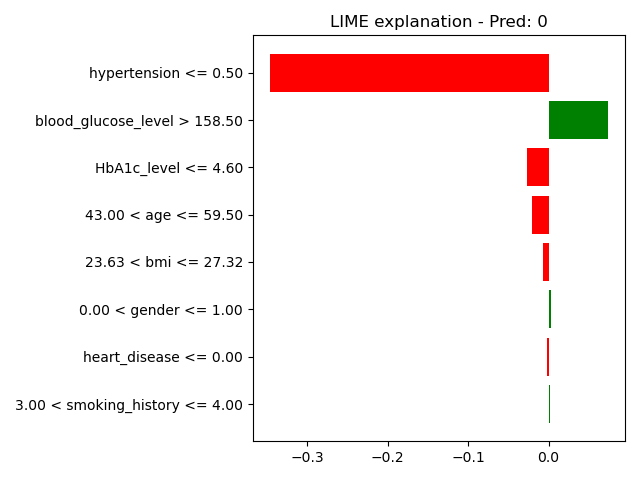 LIME explanation - Pred: 0
hypertension <= 0.50
blood_glucose_level > 158.50
HbA1c_level <= 4.60
43.00 < age <= 59.50
23.63 < bmi <= 27.32
0.00 < gender <= 1.00
heart_disease <= 0.00
3.00 < smoking_history <= 4.00
−0.3 −0.2 −0.1 0.0